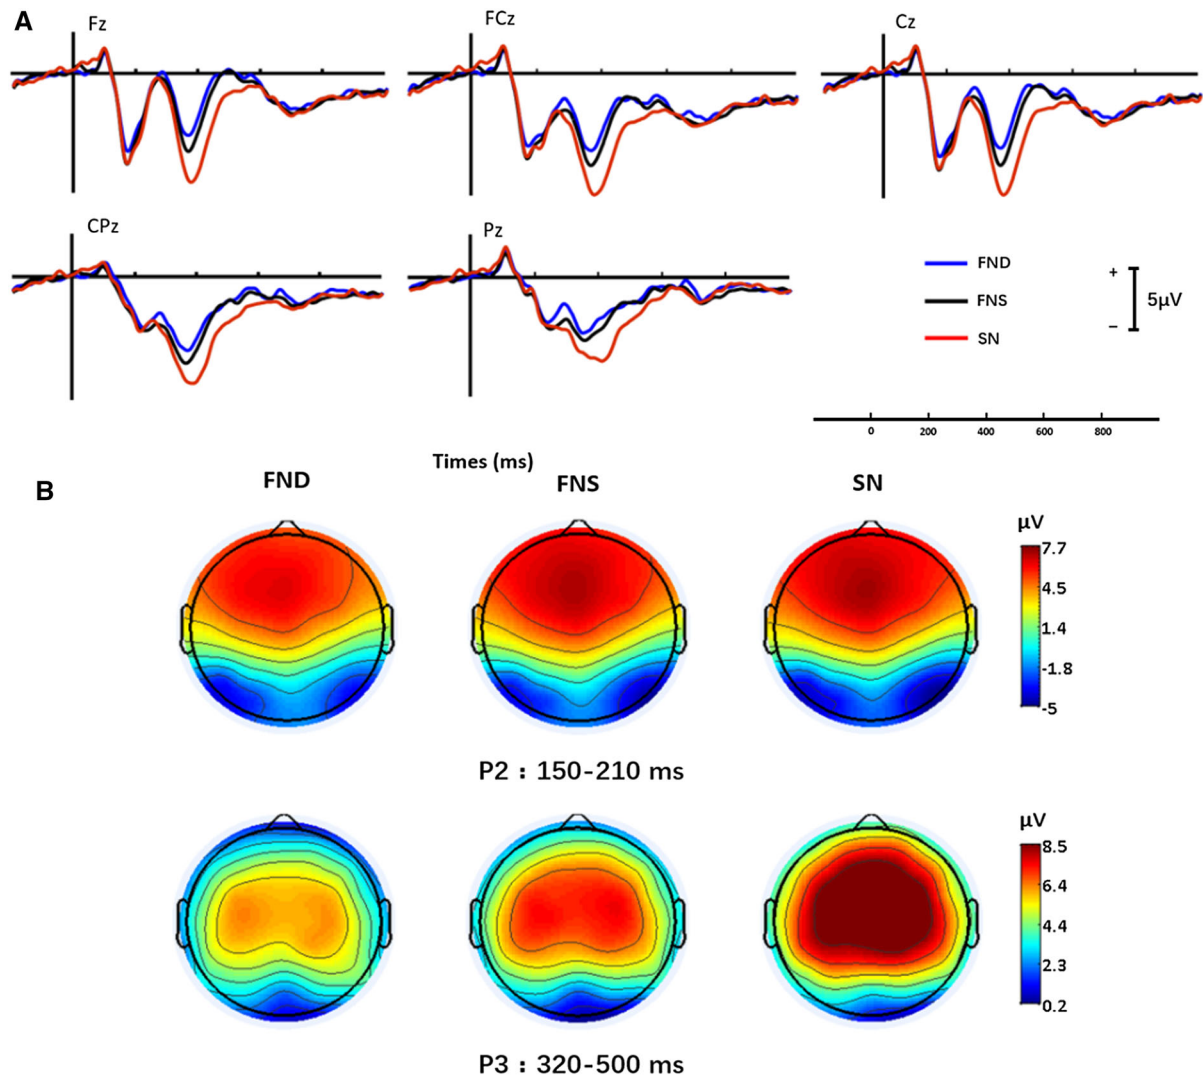 A
Fz
FCz
Cz
CPz
Pz
FND
FNS
SN
+
−
5μV
0 200 400 600 800
Times (ms)
B
FND FNS SN
μV
7.7
4.5
1.4
-1.8
-5
P2 : 150-210 ms
μV
8.5
6.4
4.4
2.3
0.2
P3 : 320-500 ms